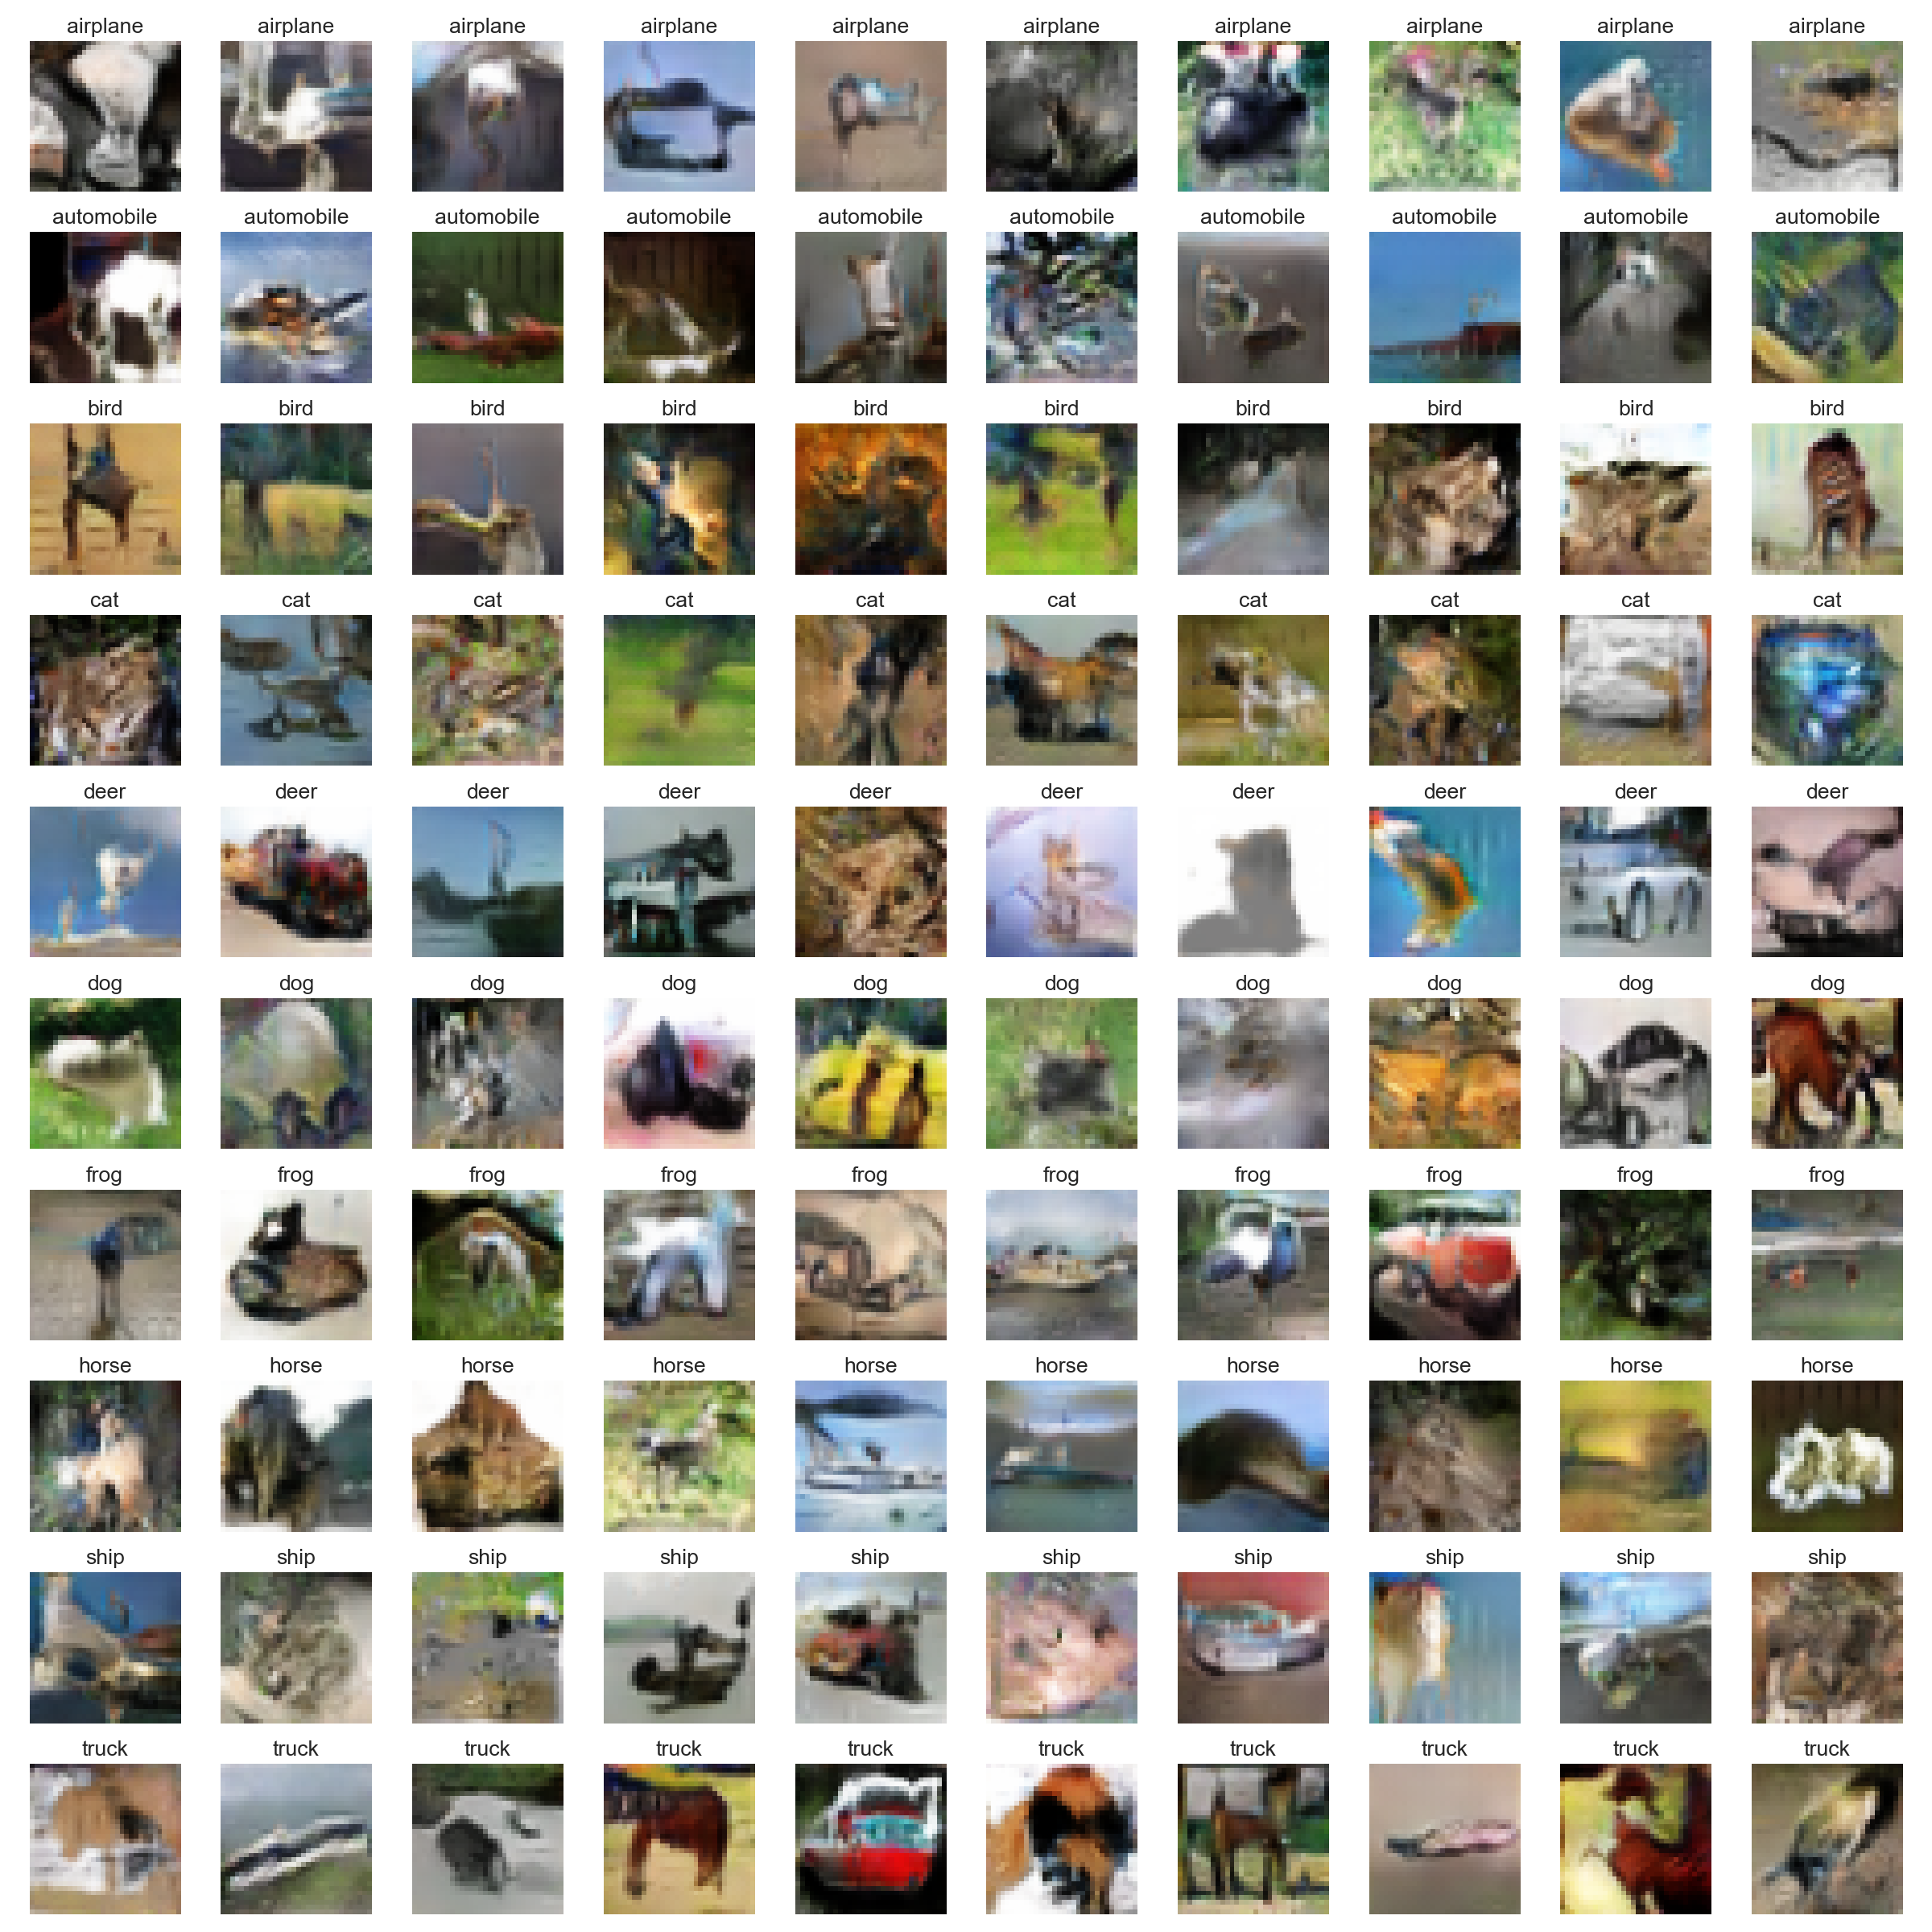 airplane airplane airplane airplane airplane airplane airplane airplane airplane airplane
automobile automobile automobile automobile automobile automobile automobile automobile automobile automobile
bird bird bird bird bird bird bird bird bird bird
cat cat cat cat cat cat cat cat cat cat
deer deer deer deer deer deer deer deer deer deer
dog dog dog dog dog dog dog dog dog dog
frog frog frog frog frog frog frog frog frog frog
horse horse horse horse horse horse horse horse horse horse
ship ship ship ship ship ship ship ship ship ship
truck truck truck truck truck truck truck truck truck truck